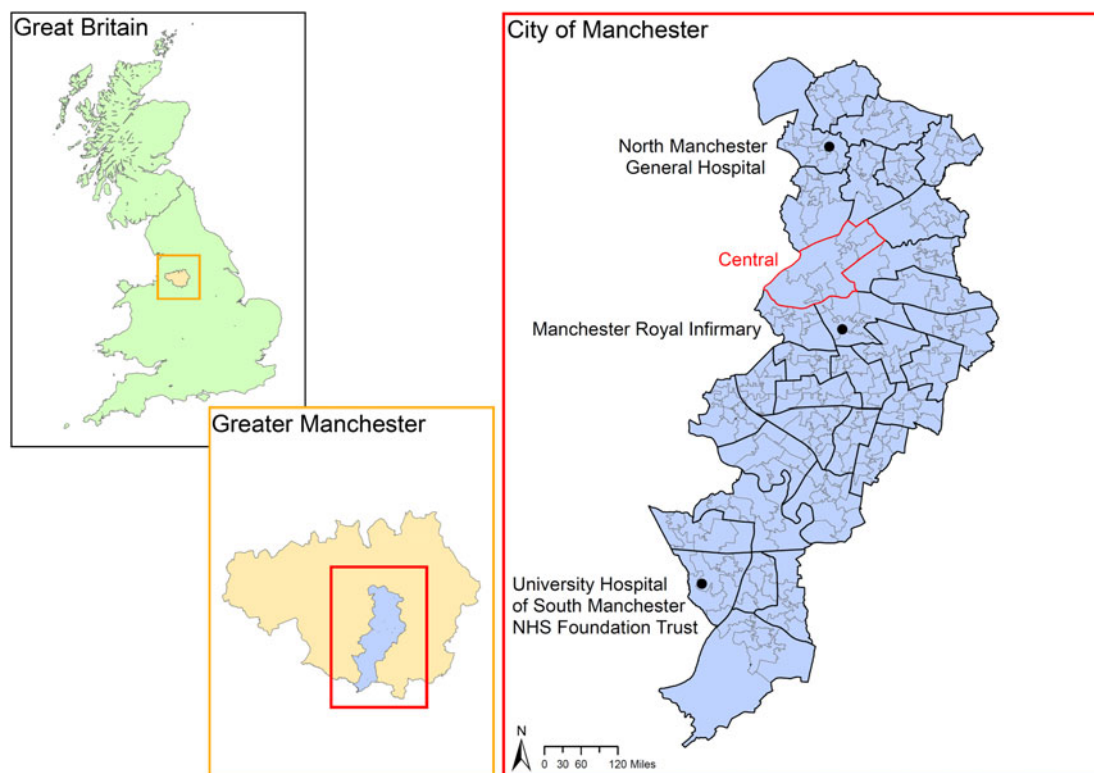 Great Britain
Greater Manchester
City of Manchester
North Manchester
General Hospital
Central
Manchester Royal Infirmary
University Hospital
of South Manchester
NHS Foundation Trust
N
0 30 60 120 Miles